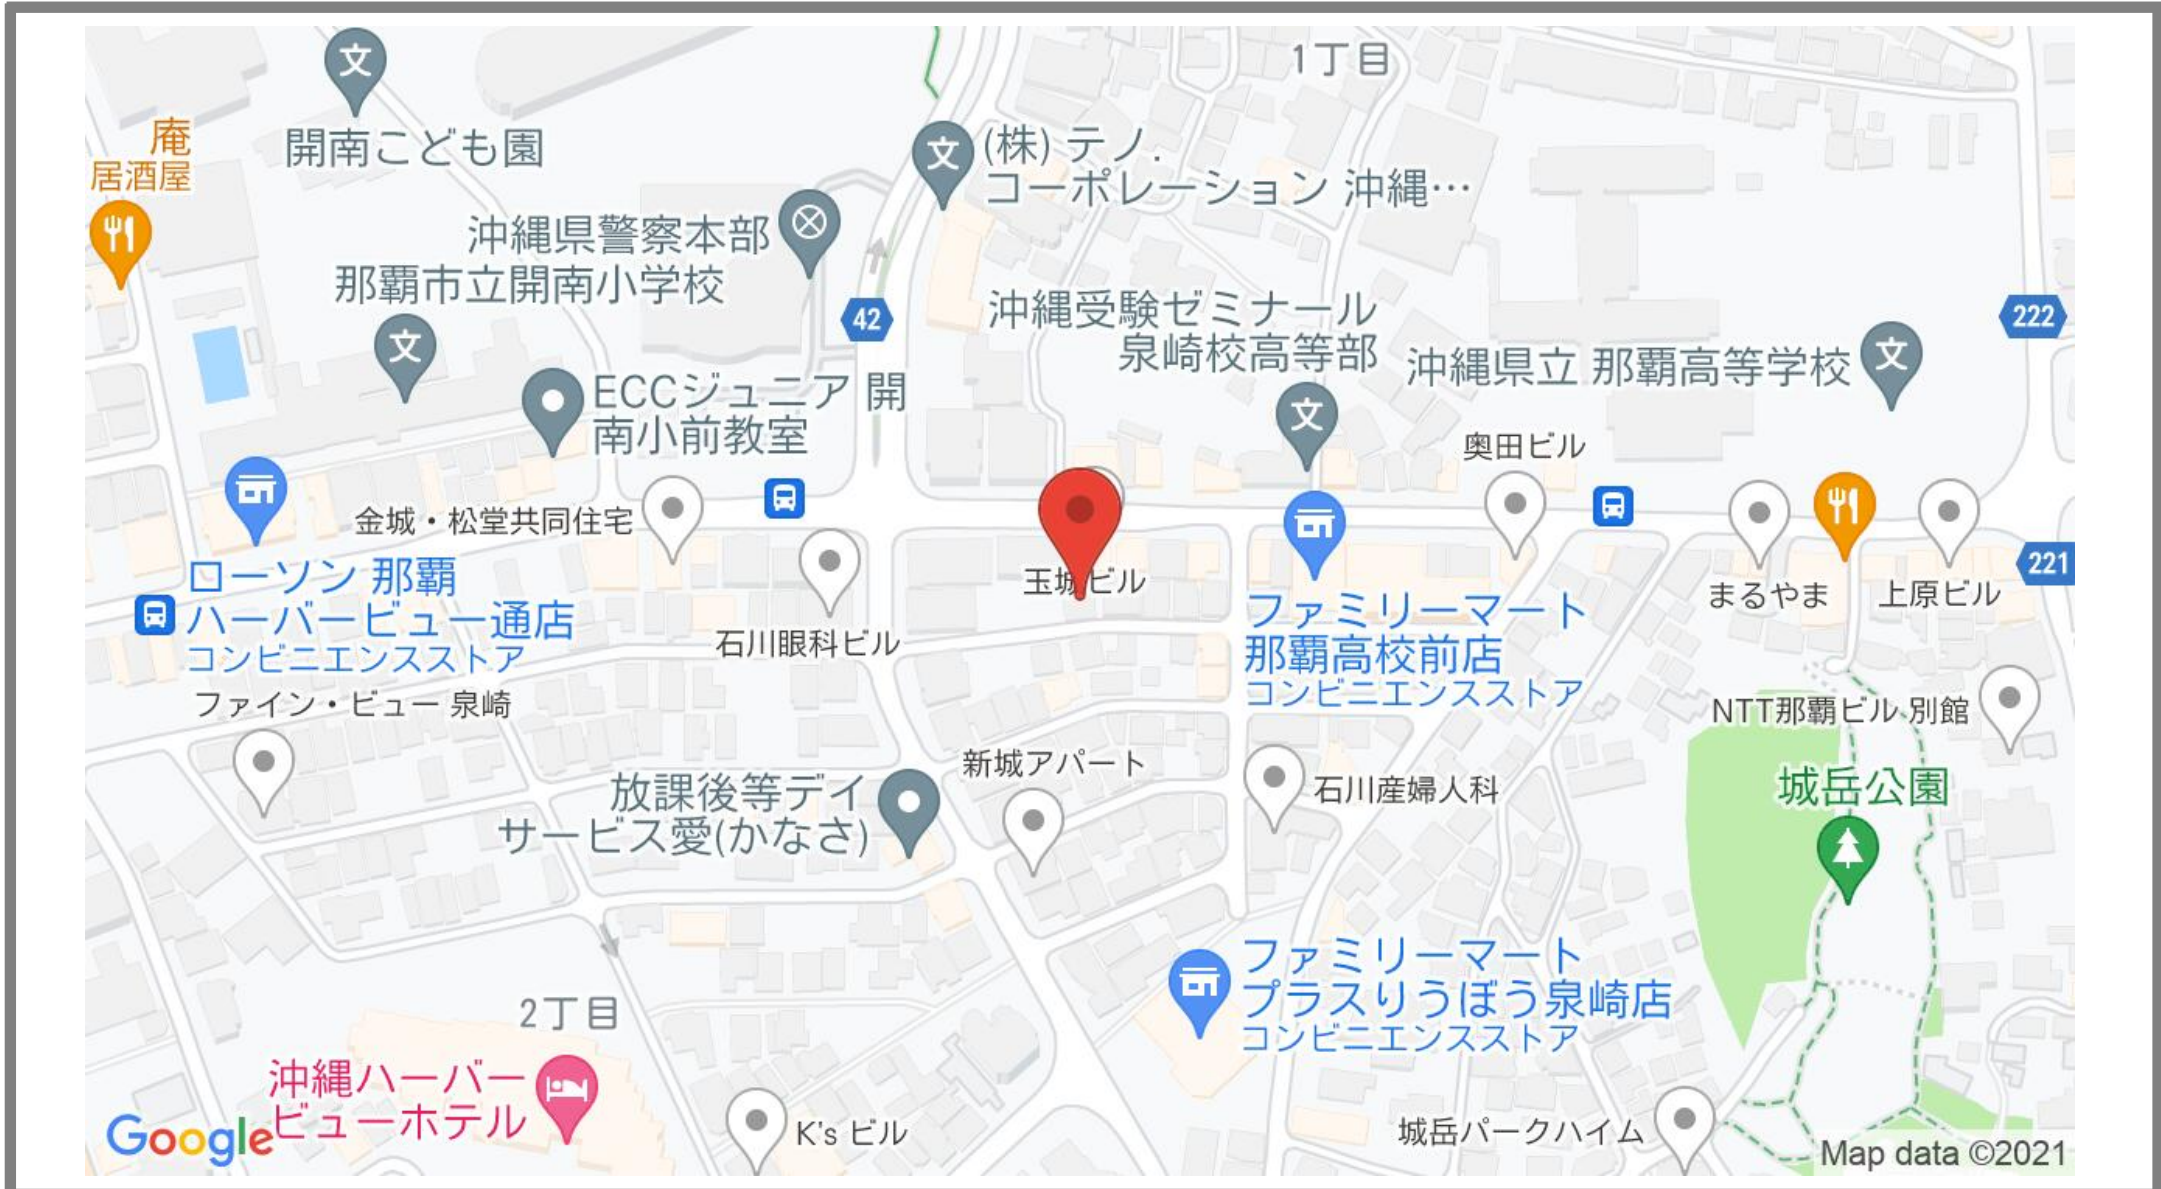 1丁目
文
開南こども園
庵
居酒屋
文
(株) テノ.
コーポレーション 沖縄…
沖縄県警察本部
那覇市立開南小学校
文
42
沖縄受験ゼミナール
泉崎校高等部
文
222
沖縄県立 那覇高等学校
文
ECCジュニア 開
南小前教室
奥田ビル
金城・松堂共同住宅
ローソン 那覇
ハーバービュー通店
コンビニエンスストア
石川眼科ビル
玉城ビル
ファミリーマート
那覇高校前店
コンビニエンスストア
まるやま
上原ビル
221
ファイン・ビュー 泉崎
NTT那覇ビル 別館
新城アパート
石川産婦人科
城岳公園
放課後等デイ
サービス愛(かなさ)
2丁目
ファミリーマート
プラスりうぼう泉崎店
コンビニエンスストア
沖縄ハーバー
ビューホテル
K's ビル
城岳パークハイム
Google
Map data ©2021